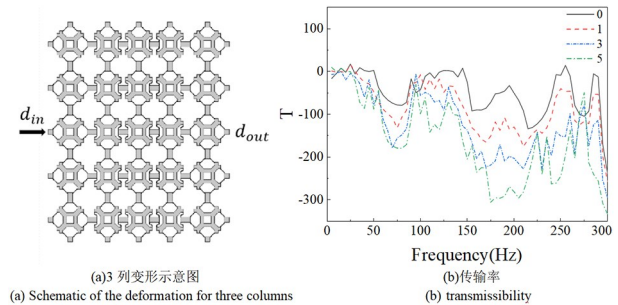 d_in
d_out
T
100
0
-100
-200
-300
0
50
100
150
200
250
300
Frequency(Hz)
0
1
3
5
(a)3 列变形示意图
(a) Schematic of the deformation for three columns
(b)传输率
(b) transmissibility